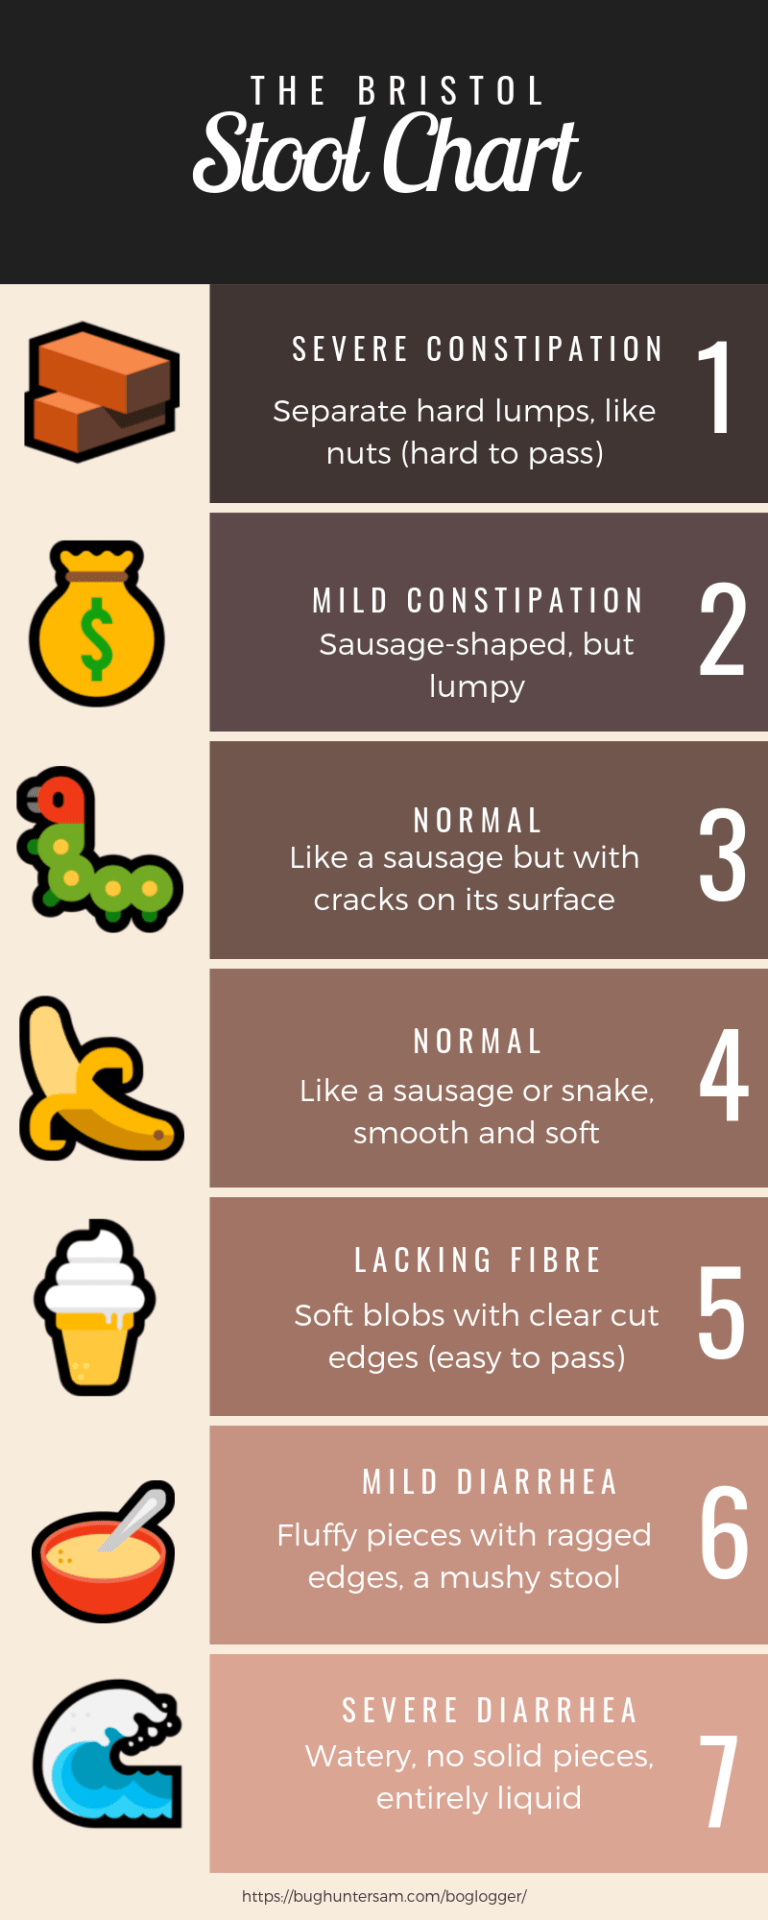 THE BRISTOL
Stool Chart
SEVERE CONSTIPATION
1
Separate hard lumps, like
nuts (hard to pass)
MILD CONSTIPATION
2
Sausage-shaped, but
lumpy
$
NORMAL
3
Like a sausage but with
cracks on its surface
NORMAL
4
Like a sausage or snake,
smooth and soft
LACKING FIBRE
5
Soft blobs with clear cut
edges (easy to pass)
MILD DIARRHEA
6
Fluffy pieces with ragged
edges, a mushy stool
SEVERE DIARRHEA
7
Watery, no solid pieces,
entirely liquid
https://bughuntersam.com/boglogger/